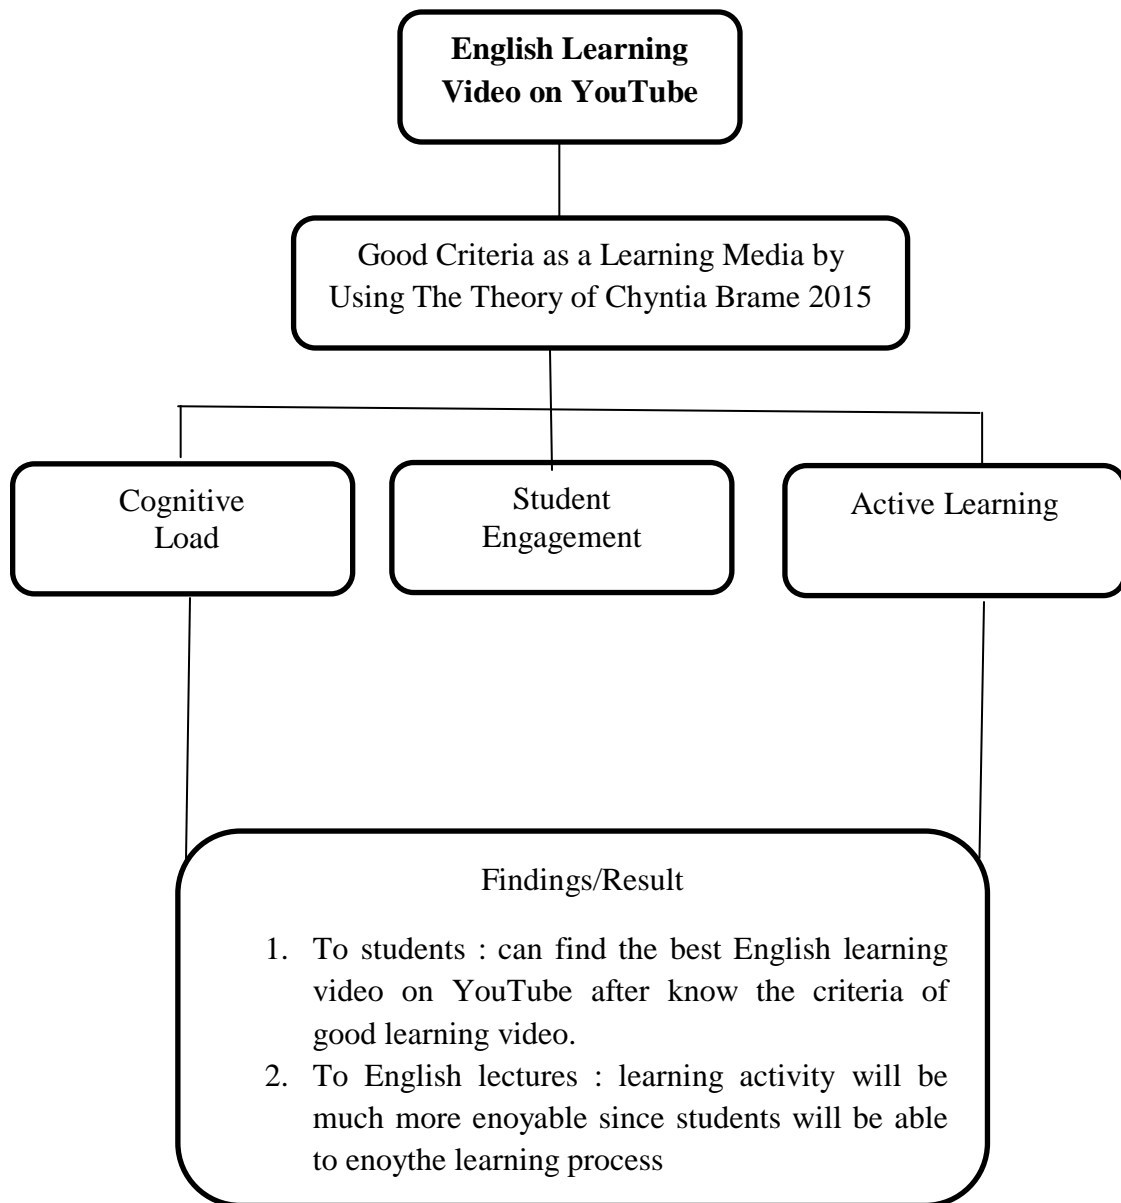 English Learning
Video on YouTube
Good Criteria as a Learning Media by
Using The Theory of Chyntia Brame 2015
Cognitive
Load
Student
Engagement
Active Learning
Findings/Result
1. To students : can find the best English learning
video on YouTube after know the criteria of
good learning video.
2. To English lectures : learning activity will be
much more enoyable since students will be able
to enoythe learning process